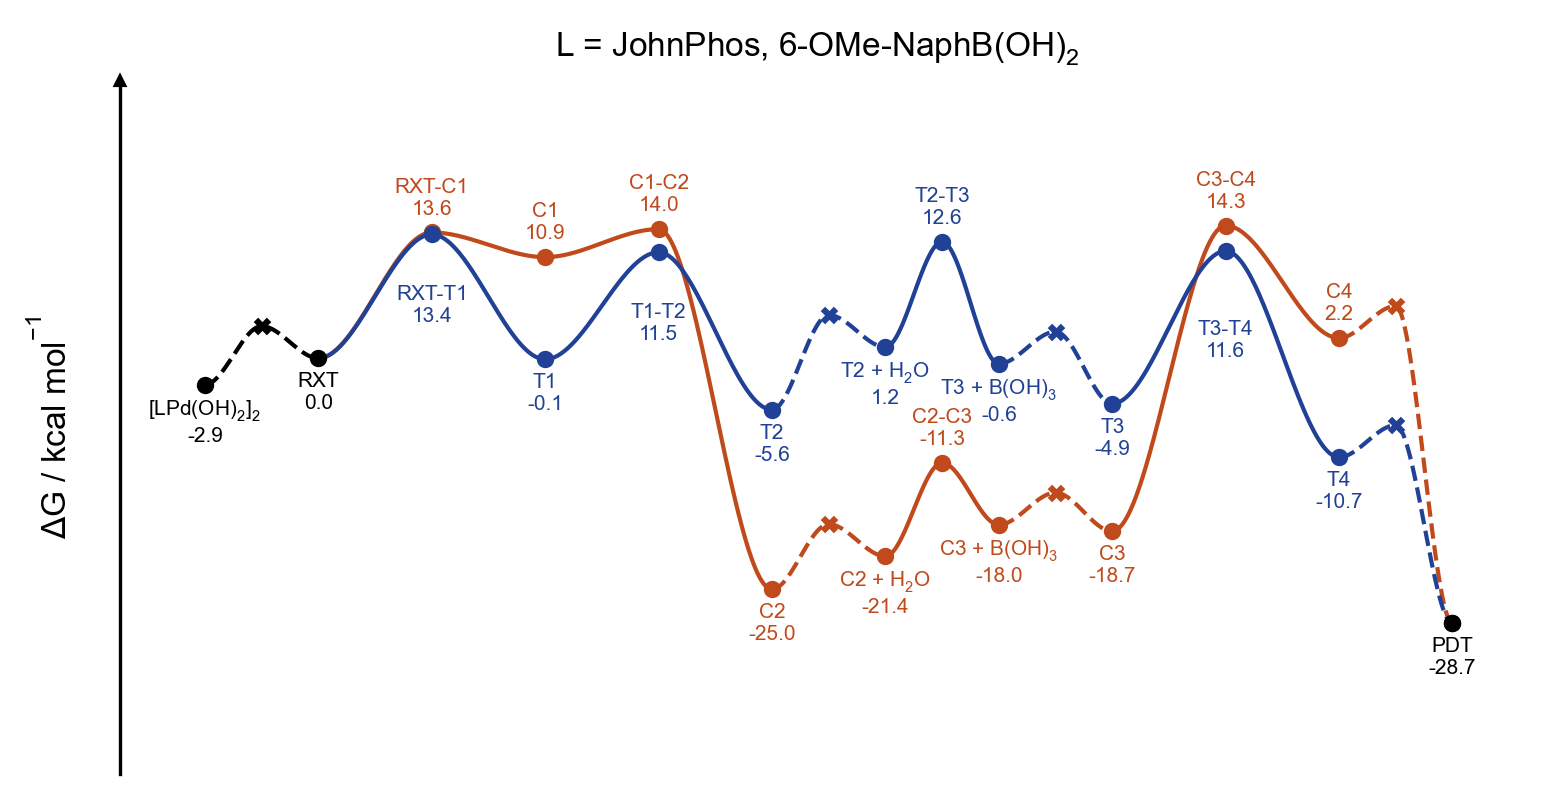 L = JohnPhos, 6-OMe-NaphB(OH)₂
ΔG / kcal mol⁻¹
[LPd(OH)₂]₂
-2.9
RXT
0.0
RXT-C1
13.6
RXT-T1
13.4
C1
10.9
T1
-0.1
C1-C2
14.0
T1-T2
11.5
T2
-5.6
C2
-25.0
T2 + H₂O
1.2
C2 + H₂O
-21.4
T2-T3
12.6
C2-C3
-11.3
T3 + B(OH)₃
-0.6
C3 + B(OH)₃
-18.0
T3
-4.9
C3
-18.7
C3-C4
14.3
T3-T4
11.6
C4
2.2
T4
-10.7
PDT
-28.7